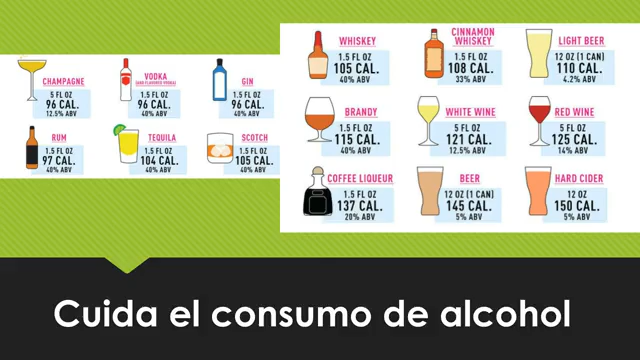 CHAMPAGNE
5 FL OZ
96 CAL.
12.5% ABV
VODKA
(AND FLAVORED VODKA)
1.5 FL OZ
96 CAL.
40% ABV
GIN
1.5 FL OZ
96 CAL.
40% ABV
RUM
1.5 FL OZ
97 CAL.
40% ABV
TEQUILA
1.5 FL OZ
104 CAL.
40% ABV
SCOTCH
1.5 FL OZ
105 CAL.
40% ABV
WHISKEY
1.5 FL OZ
105 CAL.
40% ABV
CINNAMON
WHISKEY
1.5 FL OZ
108 CAL.
33% ABV
LIGHT BEER
12 OZ (1 CAN)
110 CAL.
4.2% ABV
BRANDY
1.5 FL OZ
115 CAL.
40% ABV
WHITE WINE
5 FL OZ
121 CAL.
12.5% ABV
RED WINE
5 FL OZ
125 CAL.
14% ABV
COFFEE LIQUEUR
1.5 FL OZ
137 CAL.
20% ABV
BEER
12 OZ (1 CAN)
145 CAL.
5% ABV
HARD CIDER
12 OZ
150 CAL.
5% ABV
Cuida el consumo de alcohol